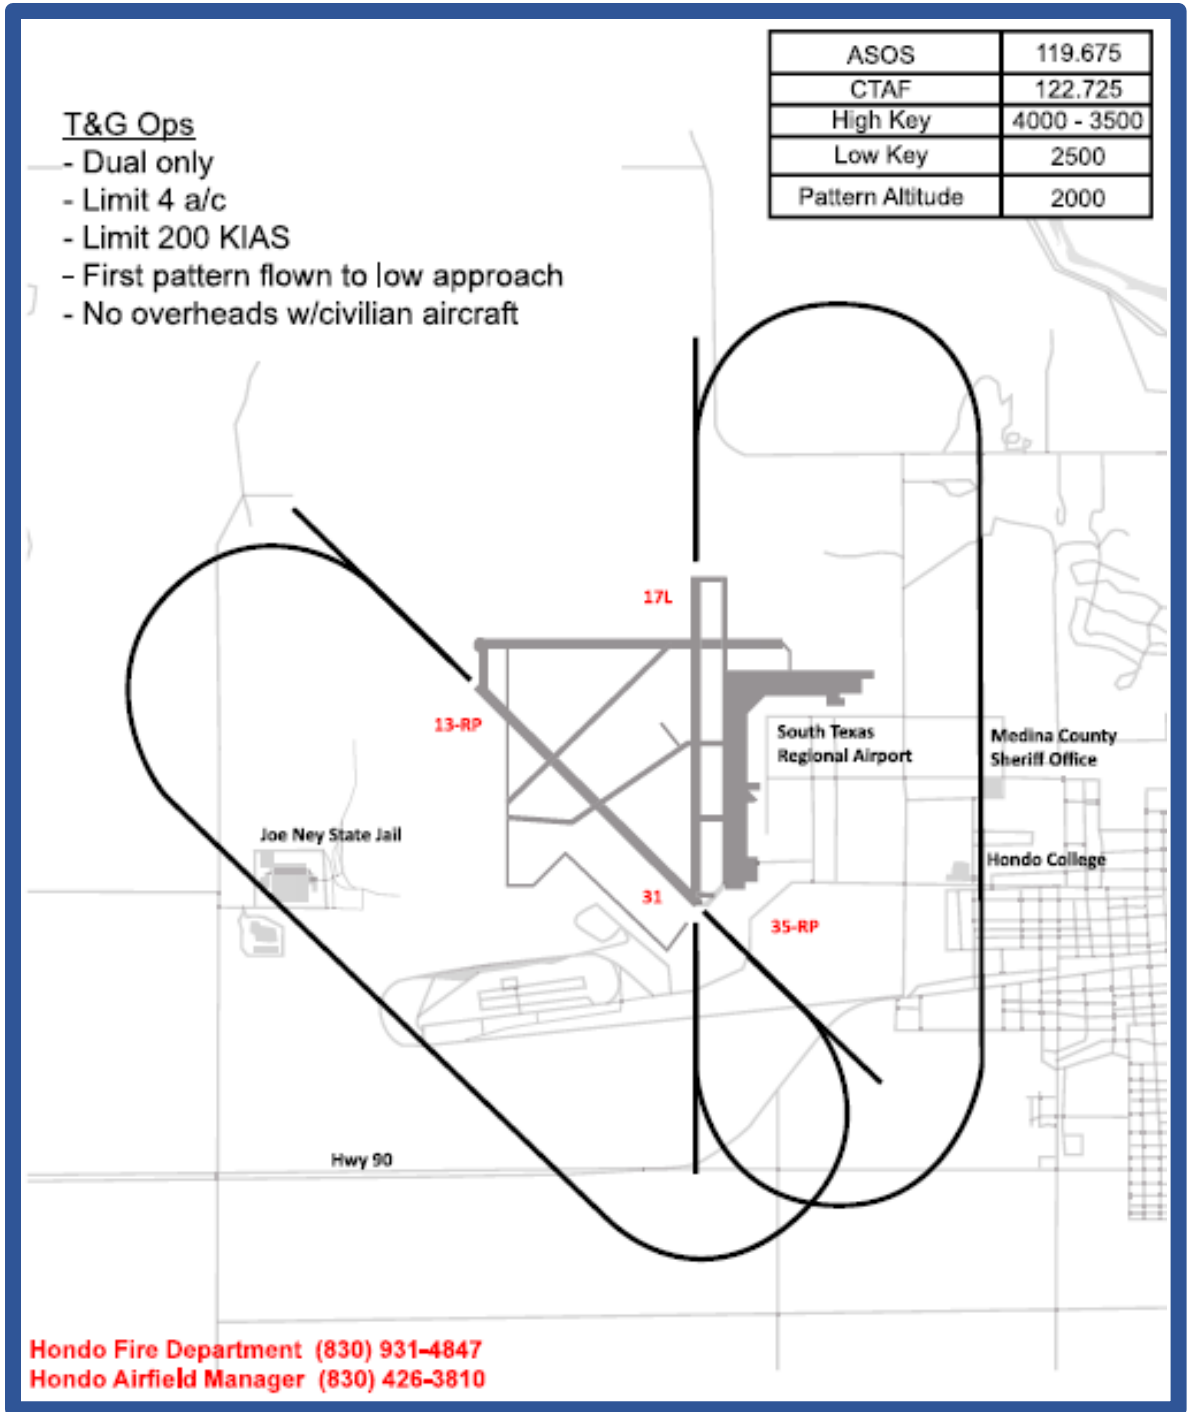 ASOS 119.675
CTAF 122.725
High Key 4000 - 3500
Low Key 2500
Pattern Altitude 2000
T&G Ops
- Dual only
- Limit 4 a/c
- Limit 200 KIAS
- First pattern flown to low approach
- No overheads w/civilian aircraft
17L
13-RP
South Texas
Regional Airport
Medina County
Sheriff Office
Joe Ney State Jail
Hondo College
31
35-RP
Hwy 90
Hondo Fire Department (830) 931-4847
Hondo Airfield Manager (830) 426-3810